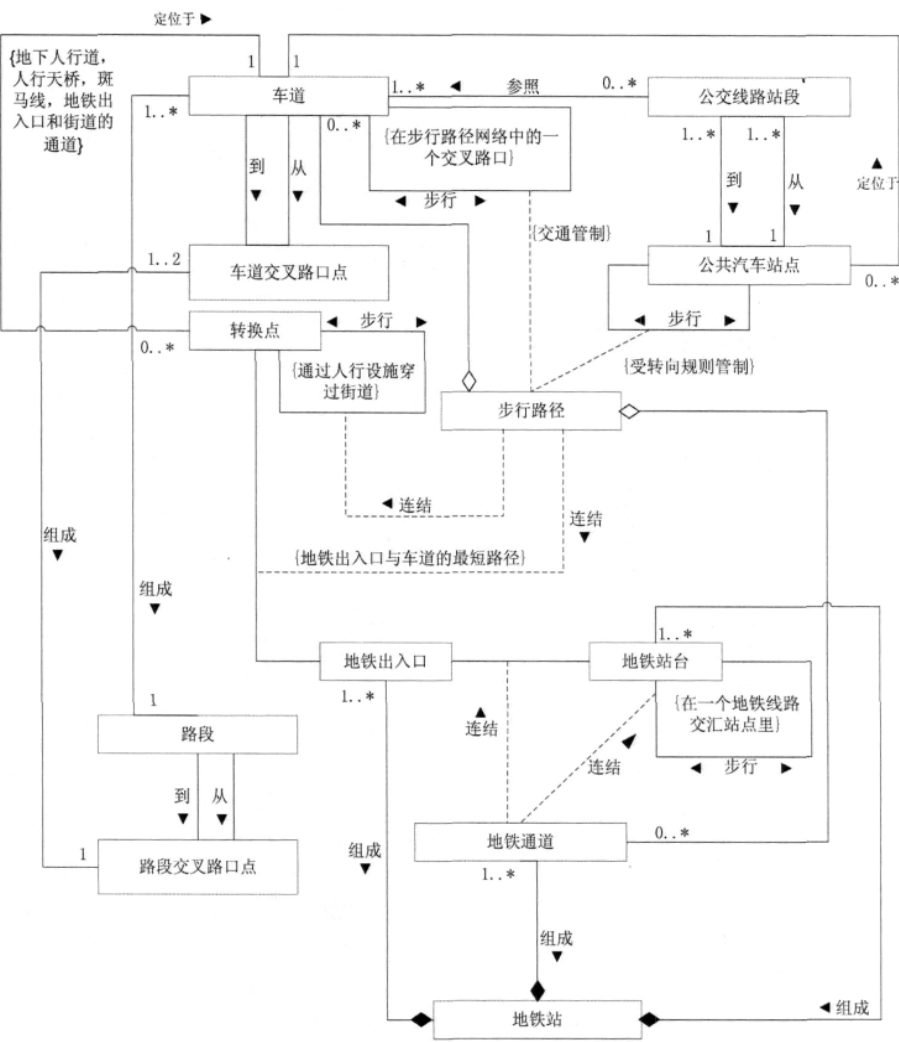 定位于 ▶
{地下人行道，
人行天桥，斑
马线，地铁出
入口和街道的
通道}
1
1
车道
1..*
1..*
◀ 参照
0..*
公交线路站段
0..*
{在步行路径网络中的一
个交叉路口}
◀ 步行 ▶
到
▼
从
▼
1..*
1..*
到
▼
从
▼
▲
定位于
{交通管制}
1
1
公共汽车站点
0..*
1..2
车道交叉路口点
转换点
0..*
◀ 步行 ▶
{通过人行设施穿
过街道}
◀ 步行 ▶
{受转向规则管制}
步行路径
◀ 连结
连结
▼
{地铁出入口与车道的最短路径}
组成
▼
组成
▼
地铁出入口
1..*
1..*
地铁站台
{在一个地铁线路
交汇站点里}
◀ 步行 ▶
▲
连结
连结
1
路段
到
▼
从
▼
1
路段交叉路口点
组成
▼
地铁通道
0..*
1..*
组成
▼
地铁站
◀ 组成